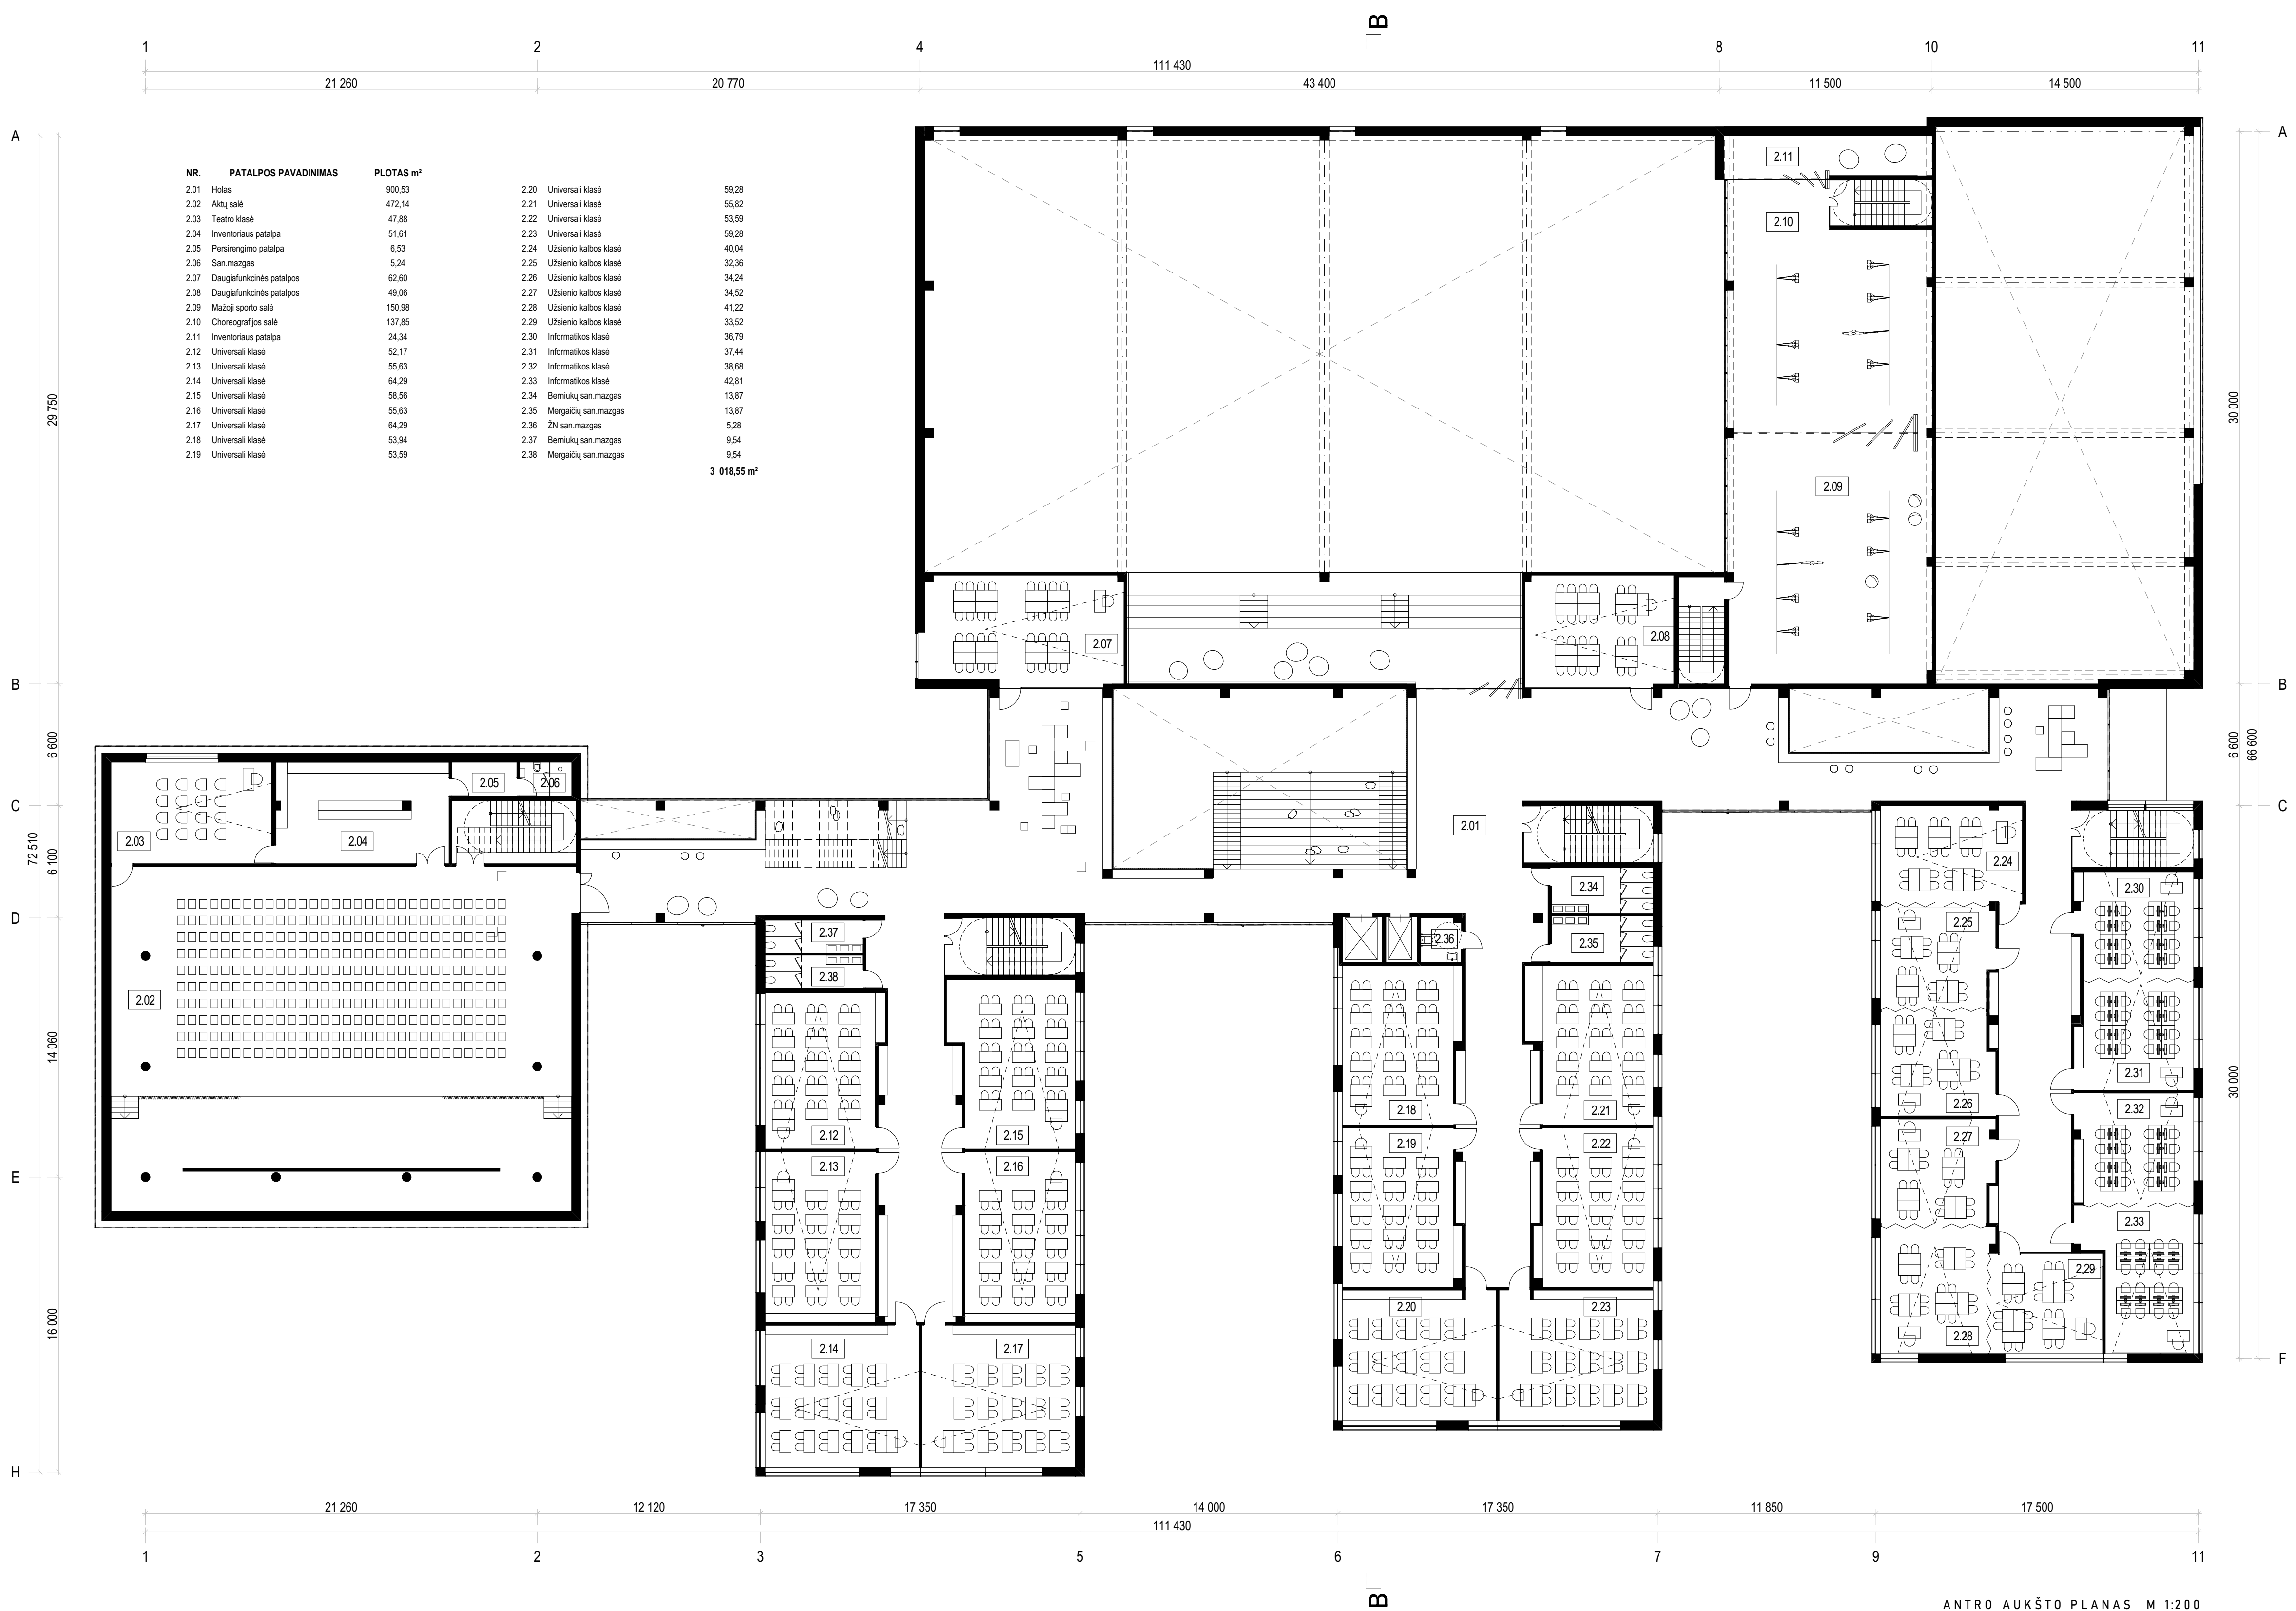 B
1 2 4 8 10 11
111 430
21 260 20 770 43 400 11 500 14 500
A A
NR. PATALPOS PAVADINIMAS PLOTAS m²
2.01 Holas 900,53
2.02 Aktų salė 472,14
2.03 Teatro klasė 47,88
2.04 Inventoriaus patalpa 51,61
2.05 Persirengimo patalpa 6,53
2.06 San.mazgas 5,24
2.07 Daugiafunkcinės patalpos 62,60
2.08 Daugiafunkcinės patalpos 49,06
2.09 Mažoji sporto salė 150,98
2.10 Choreografijos salė 137,85
2.11 Inventoriaus patalpa 24,34
2.12 Universali klasė 52,17
2.13 Universali klasė 55,63
2.14 Universali klasė 64,29
2.15 Universali klasė 58,56
2.16 Universali klasė 55,63
2.17 Universali klasė 64,29
2.18 Universali klasė 53,94
2.19 Universali klasė 53,59
2.20 Universali klasė 59,28
2.21 Universali klasė 55,82
2.22 Universali klasė 53,59
2.23 Universali klasė 59,28
2.24 Užsienio kalbos klasė 40,04
2.25 Užsienio kalbos klasė 32,36
2.26 Užsienio kalbos klasė 34,24
2.27 Užsienio kalbos klasė 34,52
2.28 Užsienio kalbos klasė 41,22
2.29 Užsienio kalbos klasė 33,52
2.30 Informatikos klasė 36,79
2.31 Informatikos klasė 37,44
2.32 Informatikos klasė 38,68
2.33 Informatikos klasė 42,81
2.34 Berniukų san.mazgas 13,87
2.35 Mergaičių san.mazgas 13,87
2.36 ŽN san.mazgas 5,28
2.37 Berniukų san.mazgas 9,54
2.38 Mergaičių san.mazgas 9,54
3 018,55 m²
2.11
2.10
29 750
30 000
2.09
2.07
2.08
B B
6 600
6 600
66 600
2.05
2.06
C C
2.03
2.04
2.01
72 510
6 100
2.24
2.34
2.30
D
2.37
2.36
2.35
2.25
2.38
2.02
14 060
2.31
30 000
2.18
2.21
2.26
2.32
2.12
2.15
2.19
2.22
2.27
2.13
2.16
E
2.33
2.29
2.20
2.23
16 000
2.28
2.14
2.17
F
H
21 260 12 120 17 350 14 000 17 350 11 850 17 500
111 430
1 2 3 5 6 7 9 11
B
ANTRO AUKŠTO PLANAS M 1:200